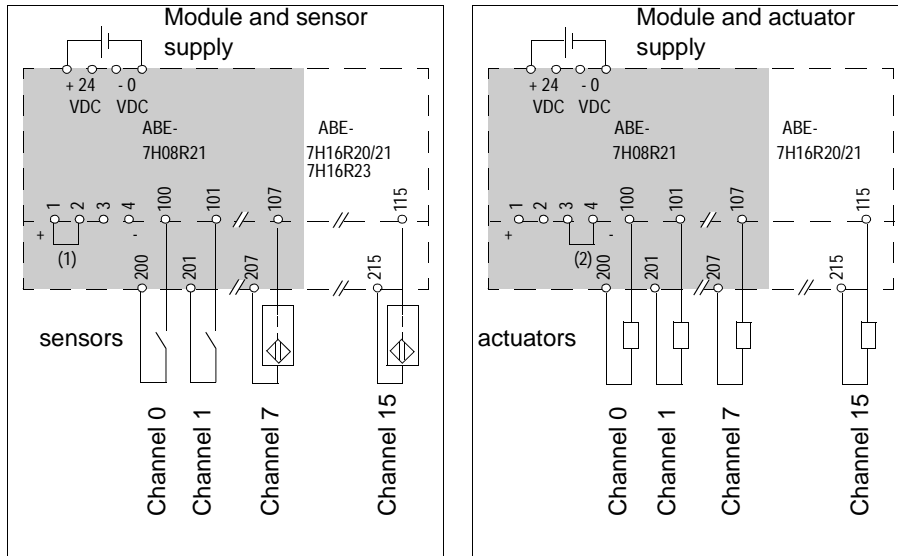 Module and sensor
supply
+ 24 - 0
VDC VDC
ABE-
7H08R21
ABE-
7H16R20/21
7H16R23
1 2 3 4 100 101 107 115
+ -
(1)
200 201 207 215
sensors
Channel 0
Channel 1
Channel 7
Channel 15
Module and actuator
supply
+ 24 - 0
VDC VDC
ABE-
7H08R21
ABE-
7H16R20/21
1 2 3 4 100 101 107 115
+ -
(2)
200 201 207 215
actuators
Channel 0
Channel 1
Channel 7
Channel 15